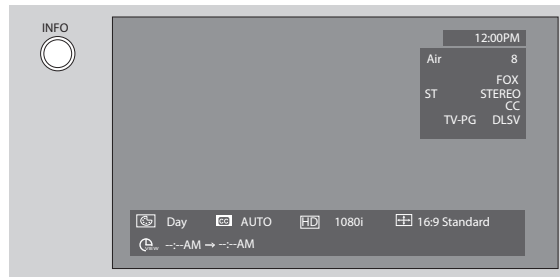 INFO
12:00PM
Air 8
FOX
ST STEREO
CC
TV-PG DLSV
Day CC AUTO HD 1080i 16:9 Standard
--:--AM → --:--AM